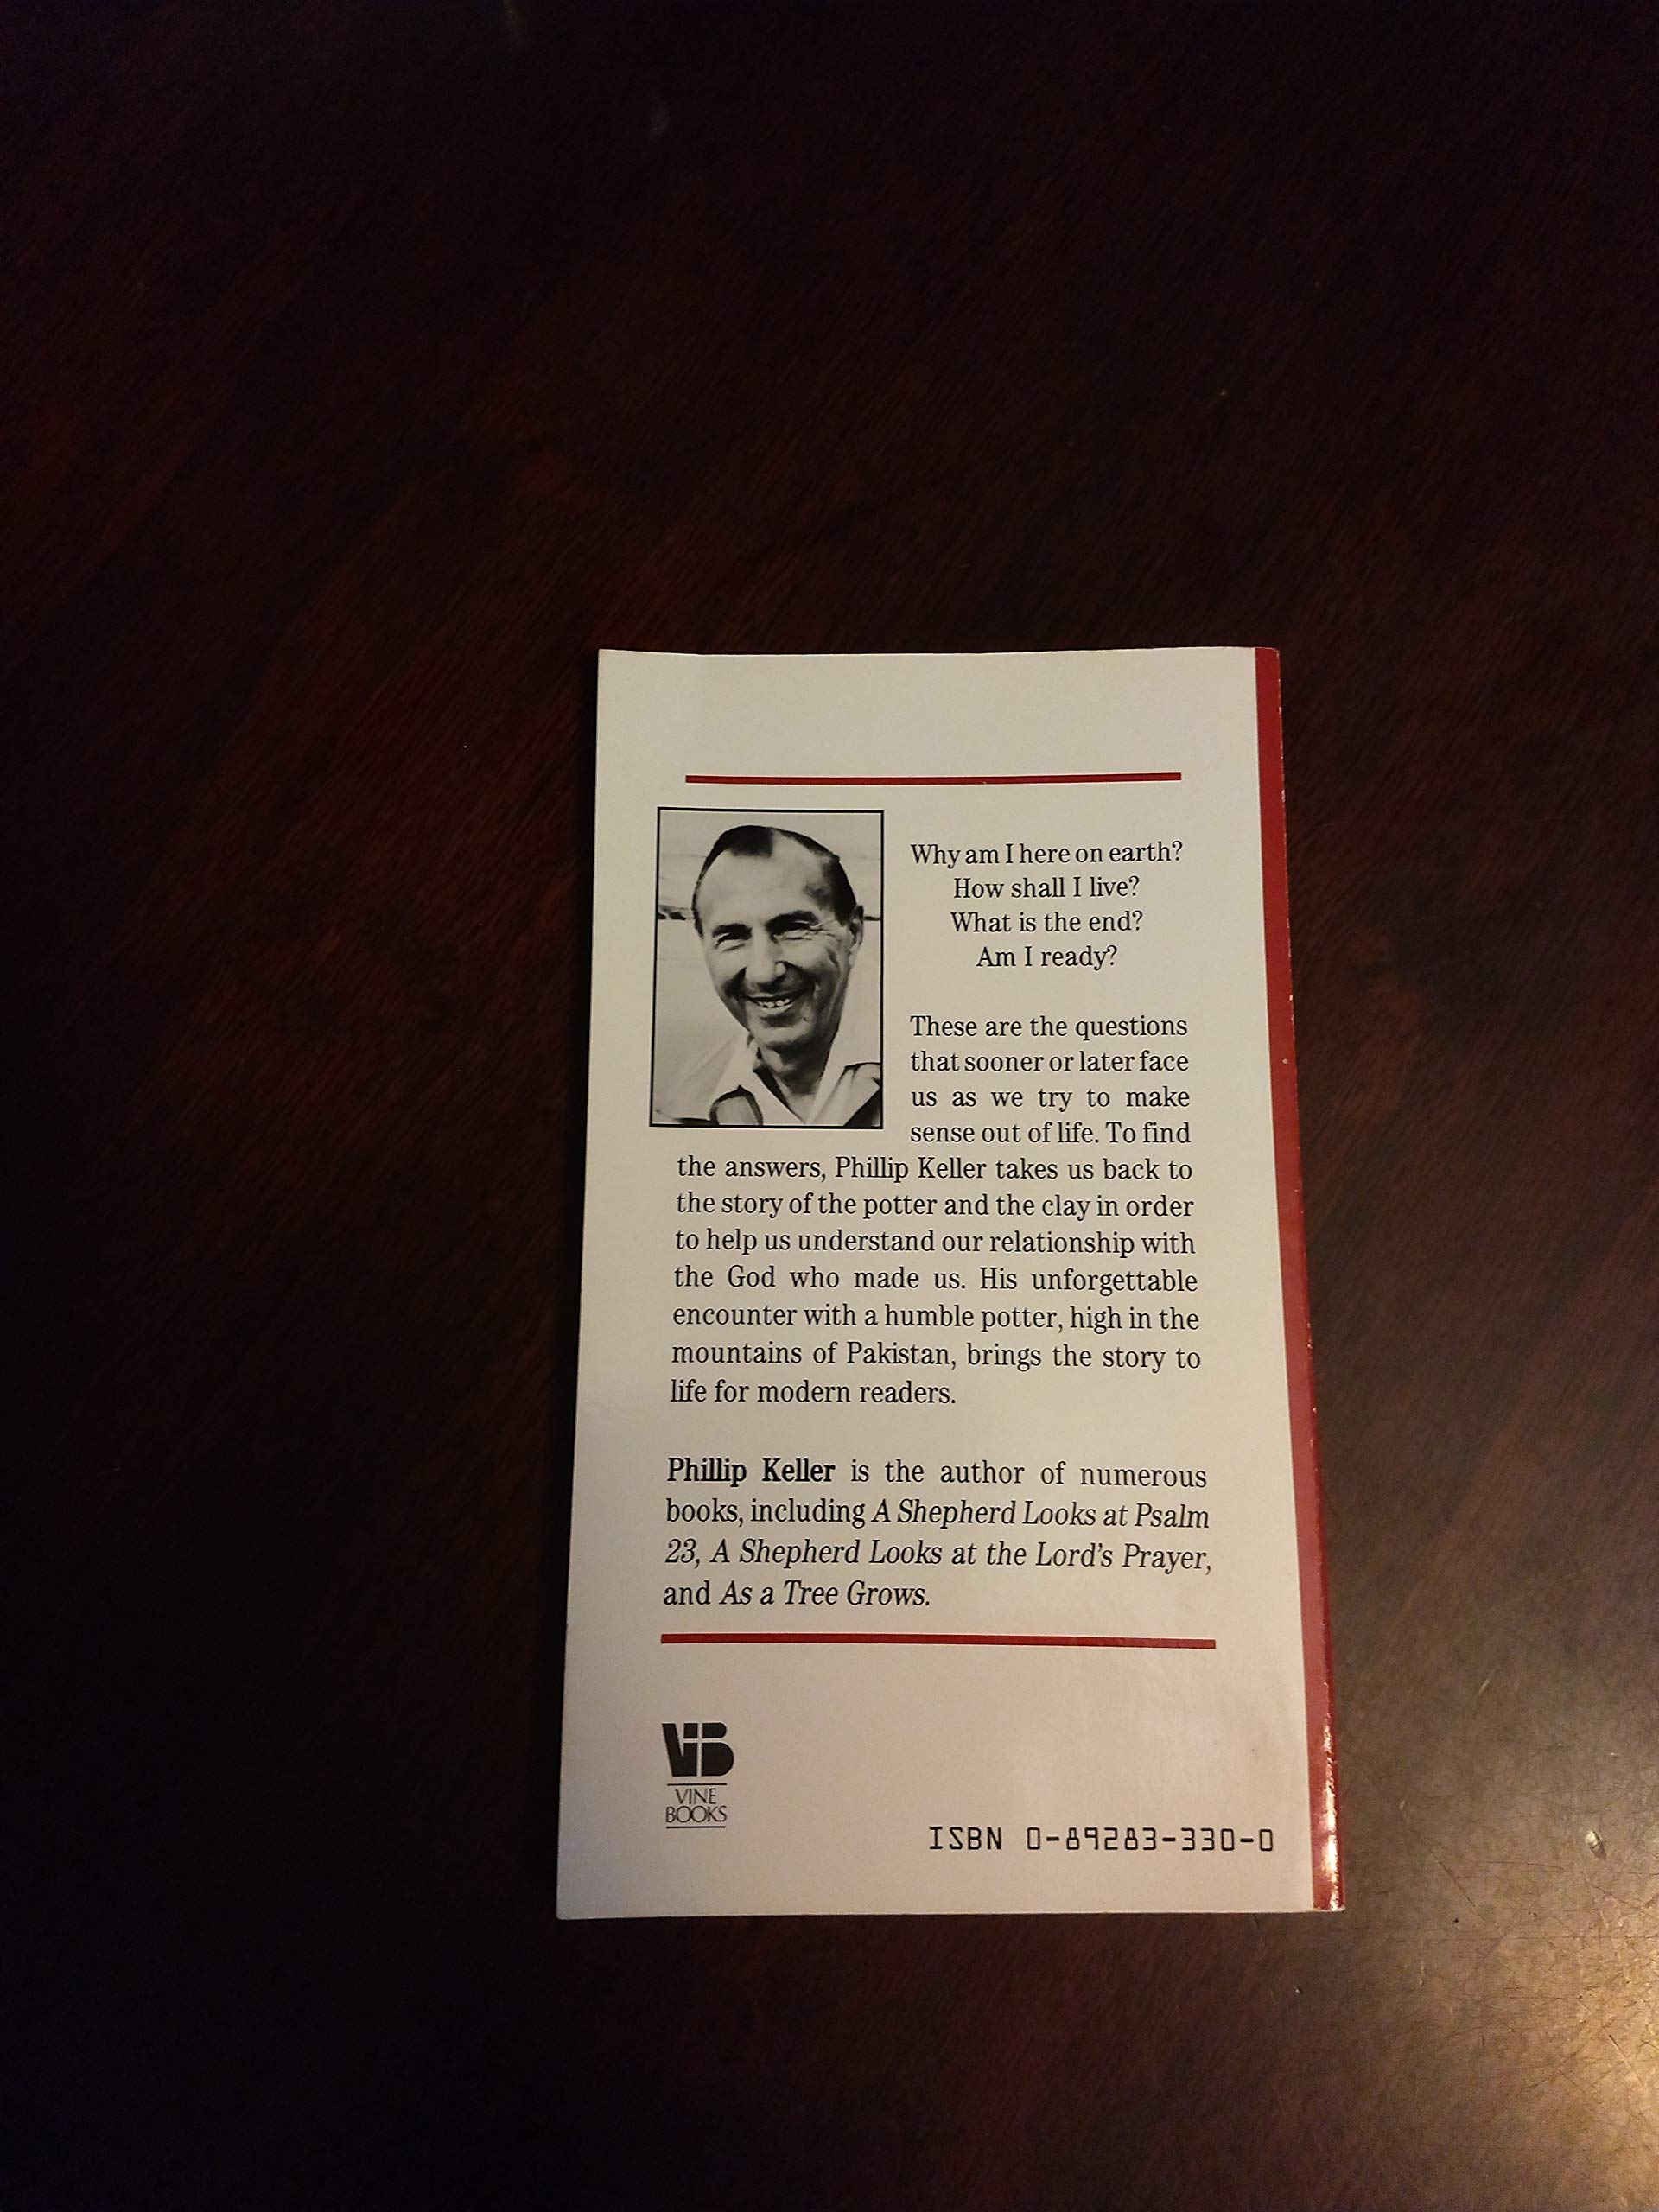 Why am I here on earth?
How shall I live?
What is the end?
Am I ready?
These are the questions
that sooner or later face
us as we try to make
sense out of life. To find
the answers, Phillip Keller takes us back to
the story of the potter and the clay in order
to help us understand our relationship with
the God who made us. His unforgettable
encounter with a humble potter, high in the
mountains of Pakistan, brings the story to
life for modern readers.
Phillip Keller is the author of numerous
books, including A Shepherd Looks at Psalm
23, A Shepherd Looks at the Lord's Prayer,
and As a Tree Grows.
VB
VINE
BOOKS
ISBN 0-89283-330-0